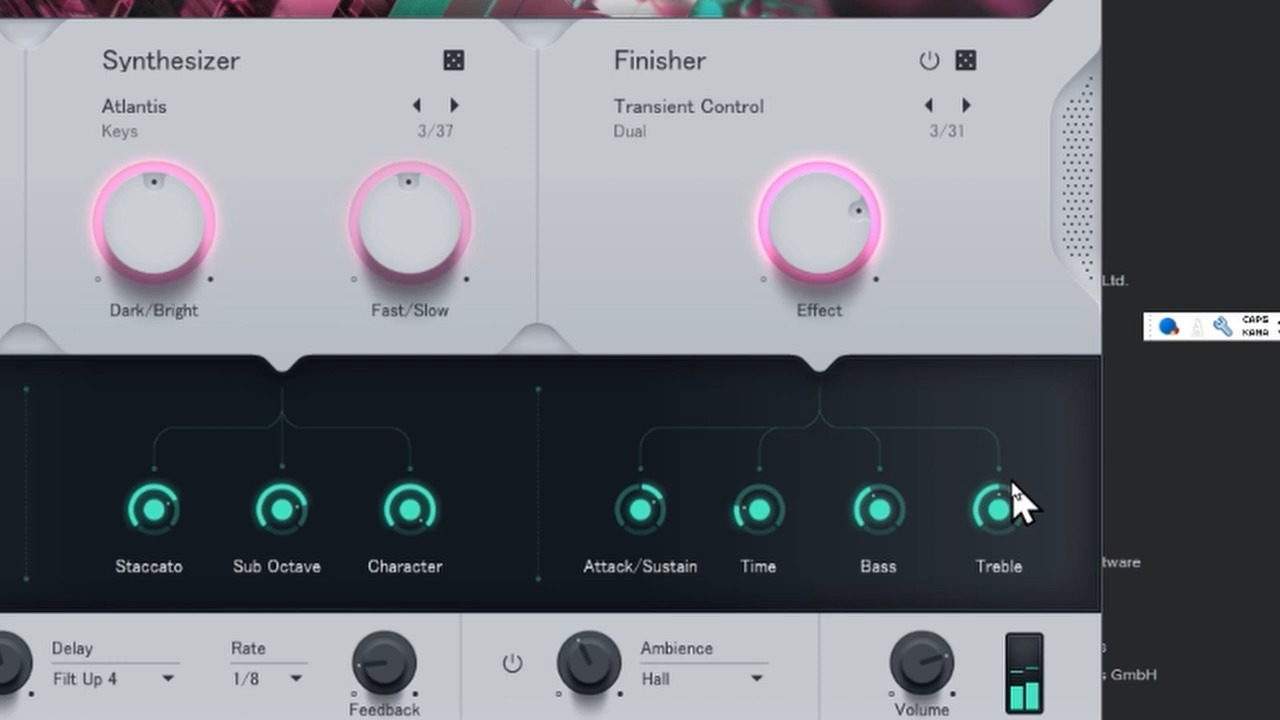 Synthesizer
Finisher
Atlantis
Keys
3/37
Transient Control
Dual
3/31
Dark/Bright
Fast/Slow
Effect
Ltd.
CAPS
KANA
Staccato
Sub Octave
Character
Attack/Sustain
Time
Bass
Treble
tware
Delay
Filt Up 4
Rate
1/8
Feedback
Ambience
Hall
Volume
s
s GmbH